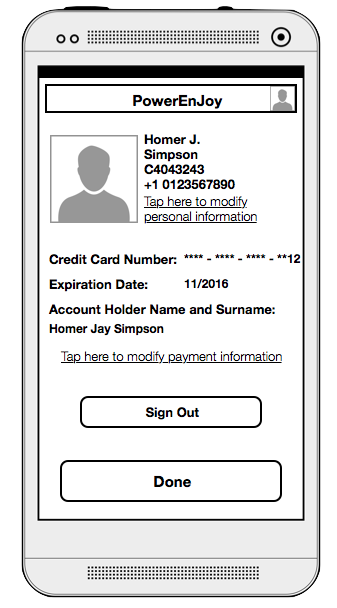 PowerEnJoy
Homer J.
Simpson
C4043243
+1 0123567890
Tap here to modify
personal information
Credit Card Number: **** - **** - **** - **12
Expiration Date: 11/2016
Account Holder Name and Surname:
Homer Jay Simpson
Tap here to modify payment information
Sign Out
Done